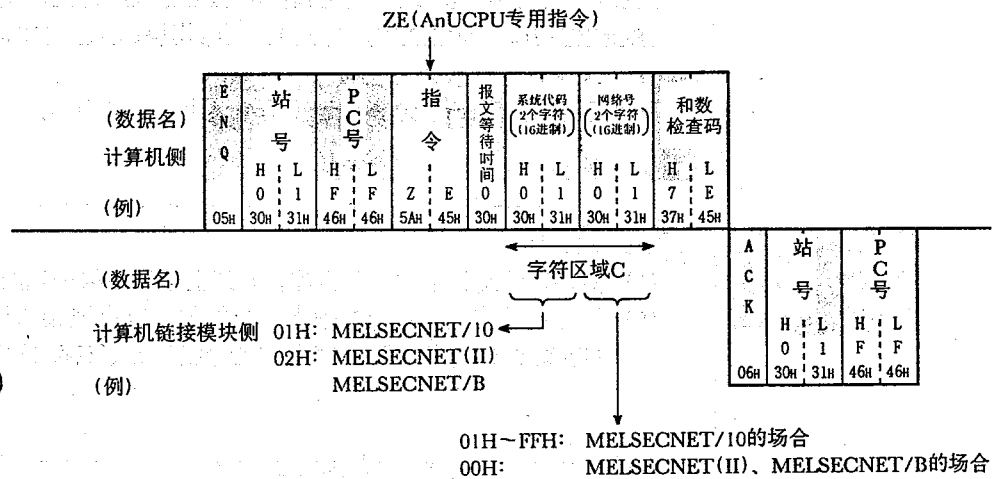 ZE(AnUCPU专用指令)
(数据名)
计算机侧
(例)
ENQ 站号 PC号 指令 报文等待时间 系统代码(2个字符(16进制)) 网络号(2个字符(16进制)) 和数检查码
H L H L H L H L H L
0 1 F F Z E 0 0 1 0 1 7 E
05H 30H 31H 46H 46H 5AH 45H 30H 30H 31H 30H 31H 37H 45H
字符区域C
(数据名)
计算机链接模块侧
(例)
01H: MELSECNET/10
02H: MELSECNET(II)
MELSECNET/B
ACK 站号 PC号
H L H L
0 1 F F
06H 30H 31H 46H 46H
01H~FFH: MELSECNET/10的场合
00H: MELSECNET(II)、MELSECNET/B的场合